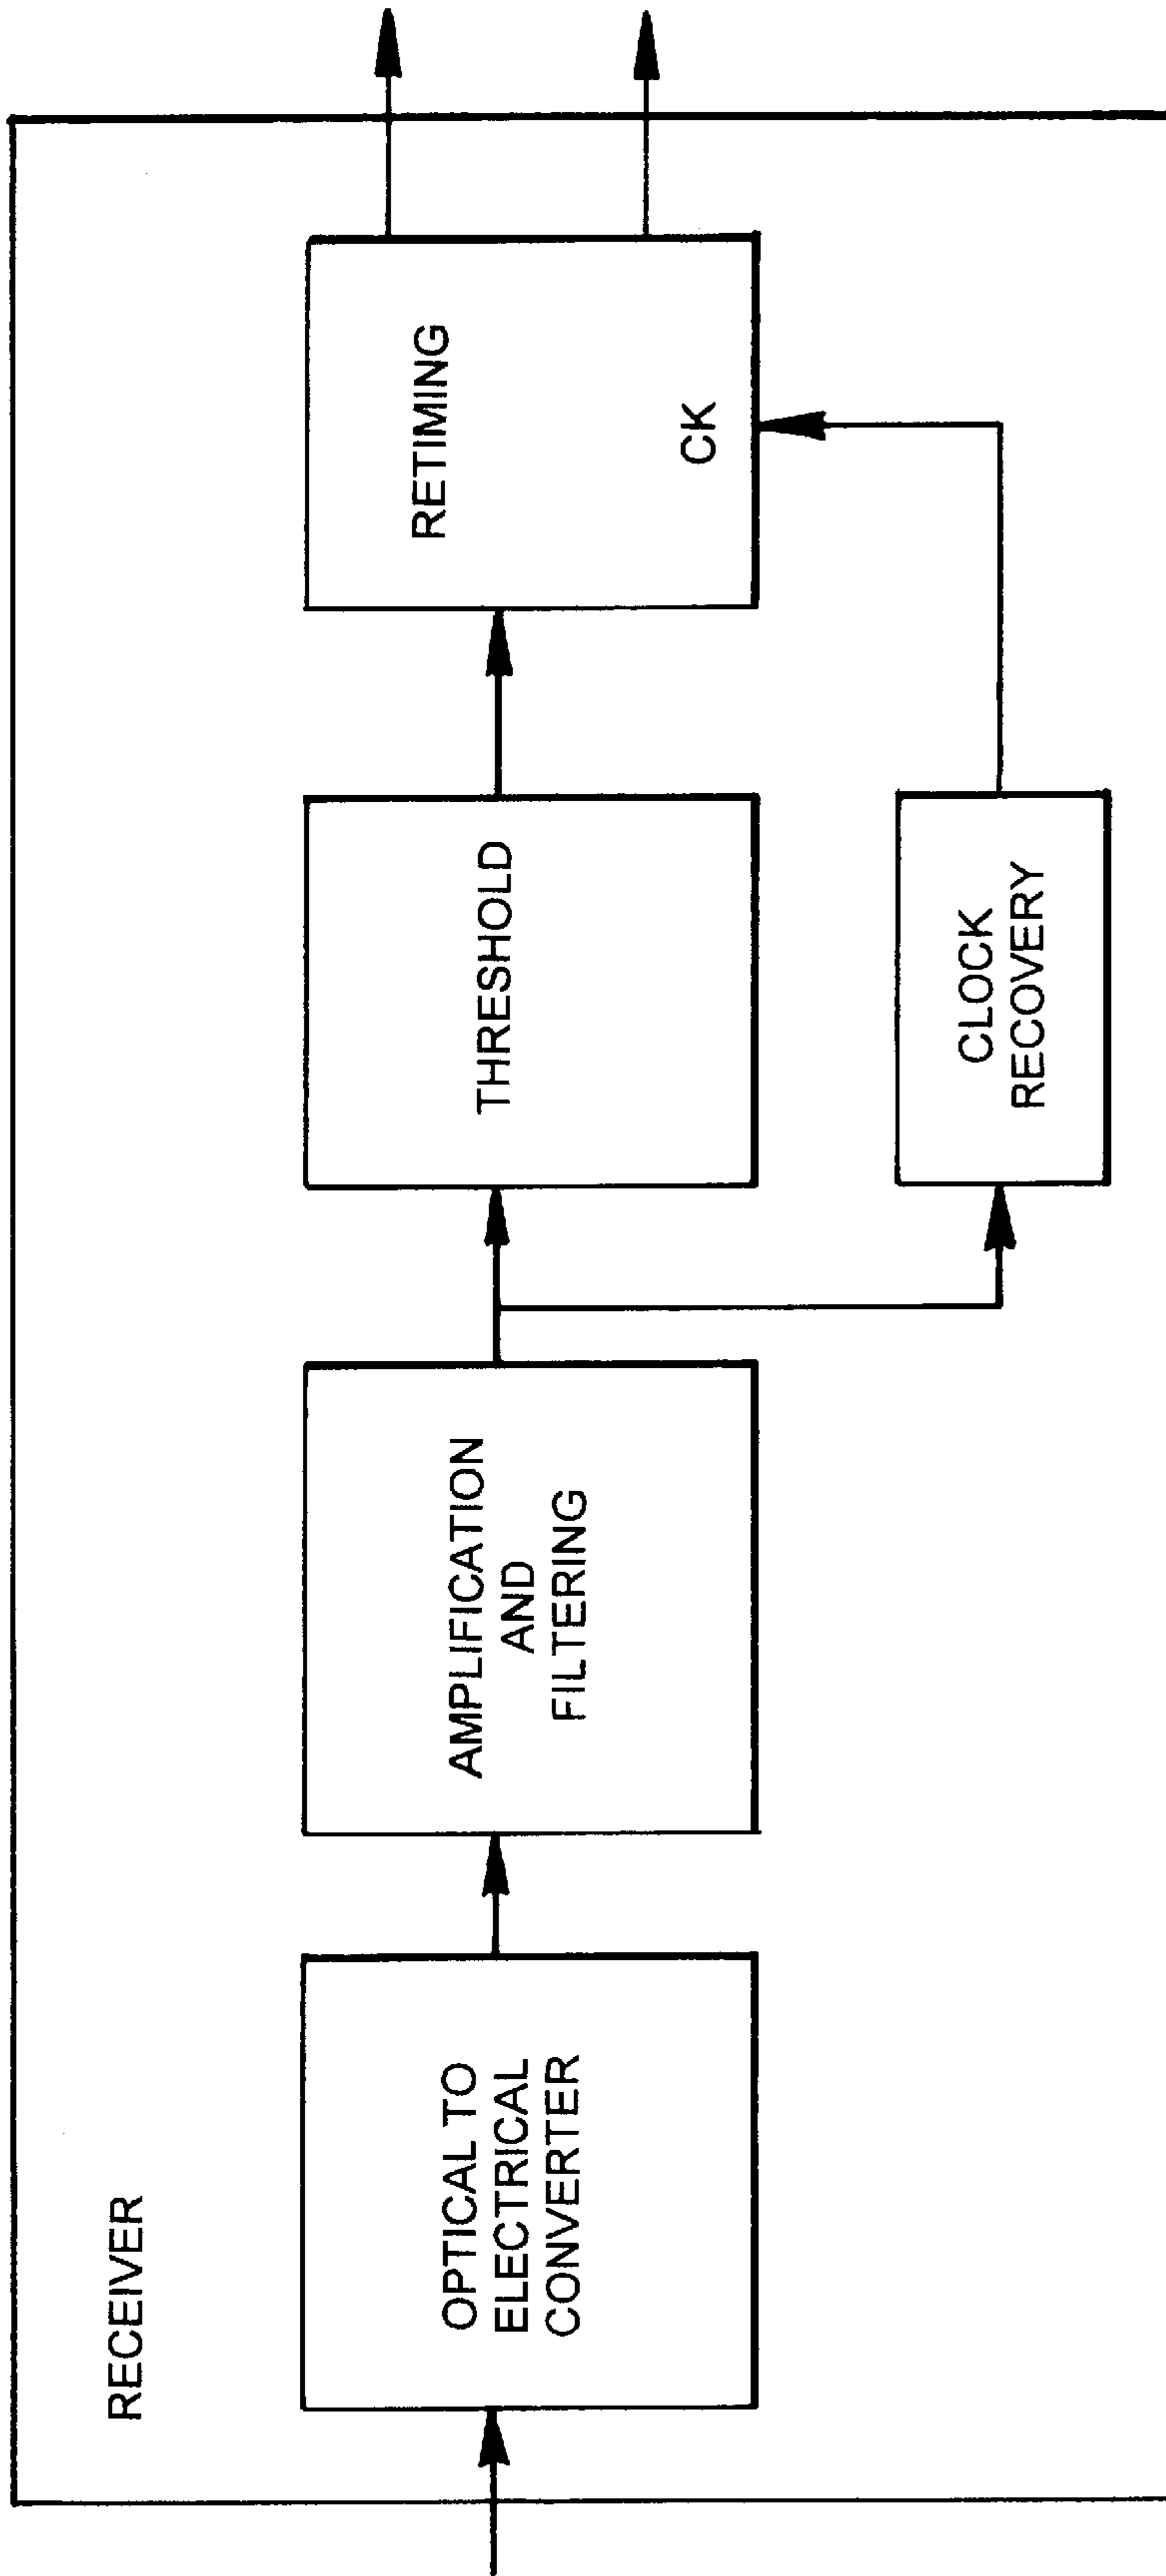 RECEIVER
OPTICAL TO
ELECTRICAL
CONVERTER
AMPLIFICATION
AND
FILTERING
THRESHOLD
CLOCK
RECOVERY
RETIMING
CK